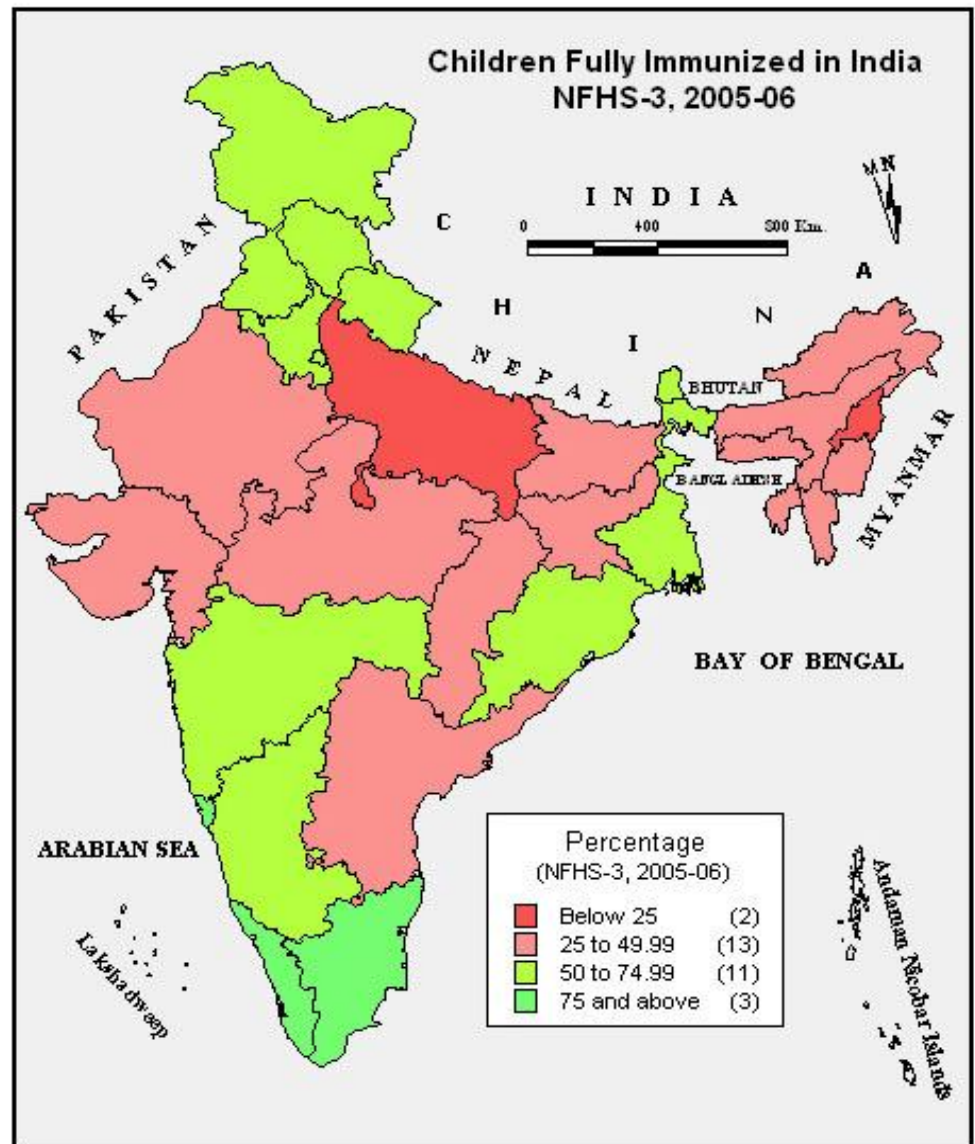 Children Fully Immunized in India
NFHS-3, 2005-06
M N
I N D I A
0 400 800 Km.
PAKISTAN
C H I N A
NEPAL
BHUTAN
BANGLADESH
MYANMAR
BAY OF BENGAL
ARABIAN SEA
Lakshadweep
Andaman Nicobar Islands
Percentage
(NFHS-3, 2005-06)
Below 25 (2)
25 to 49.99 (13)
50 to 74.99 (11)
75 and above (3)